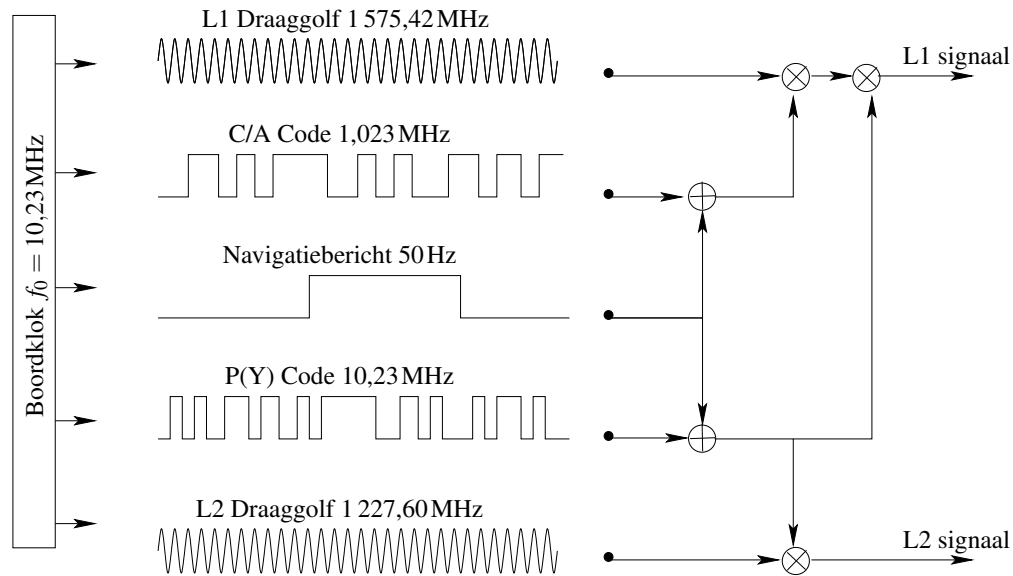 L1 Draaggolf 1 575,42 MHz
L1 signaal
C/A Code 1,023 MHz
Boordklok f₀ = 10,23 MHz
Navigatiebericht 50 Hz
P(Y) Code 10,23 MHz
L2 Draaggolf 1 227,60 MHz
L2 signaal